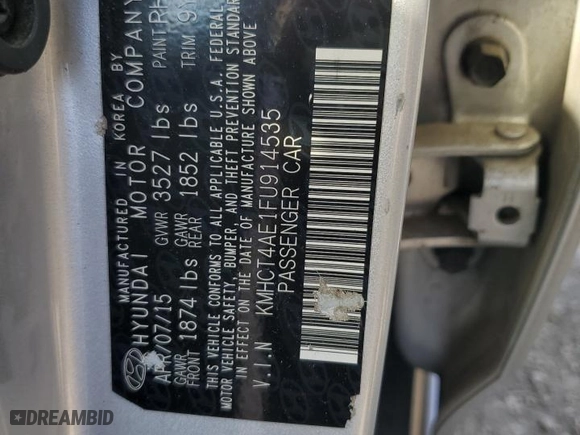 MANUFACTURED IN KOREA BY
HYUNDAI MOTOR COMPANY
/07/15 GVWR 3527 lbs PAINT
GAWR FRONT 1874 lbs GAWR REAR 1852 lbs TRIM
THIS VEHICLE CONFORMS TO ALL APPLICABLE U.S.A. FEDERAL
MOTOR VEHICLE SAFETY, BUMPER, AND THEFT PREVENTION STANDAR
IN EFFECT ON THE DATE OF MANUFACTURE SHOWN ABOVE
V.I.N KMHCT4AE1FU914535
PASSENGER CAR
DREAMBID